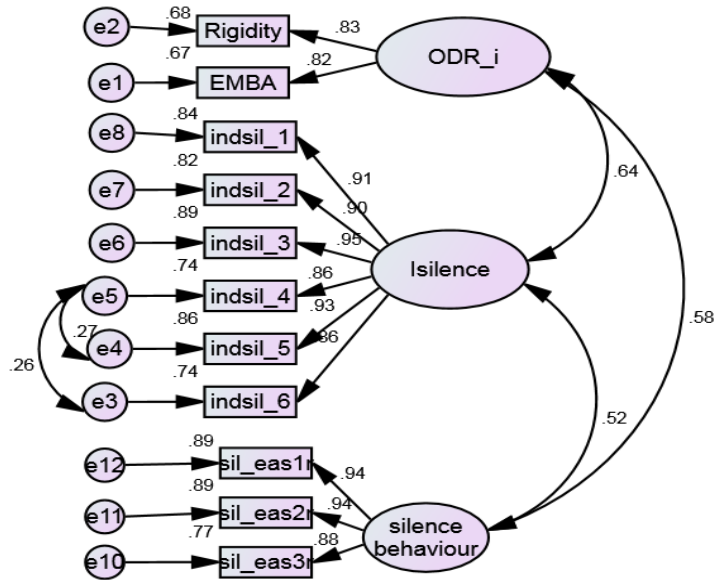 e2
.68
Rigidity
.83
ODR_i
.67
e1
EMBA
.82
e8
.84
indsil_1
.91
.64
e7
.82
indsil_2
.90
e6
.89
indsil_3
.95
Isilence
e5
.74
indsil_4
.86
.27
.86
.93
.58
e4
indsil_5
.86
.26
.74
e3
indsil_6
.52
e12
.89
sil_eas1r
.94
e11
.89
sil_eas2r
.94
silence
behaviour
e10
.77
sil_eas3r
.88